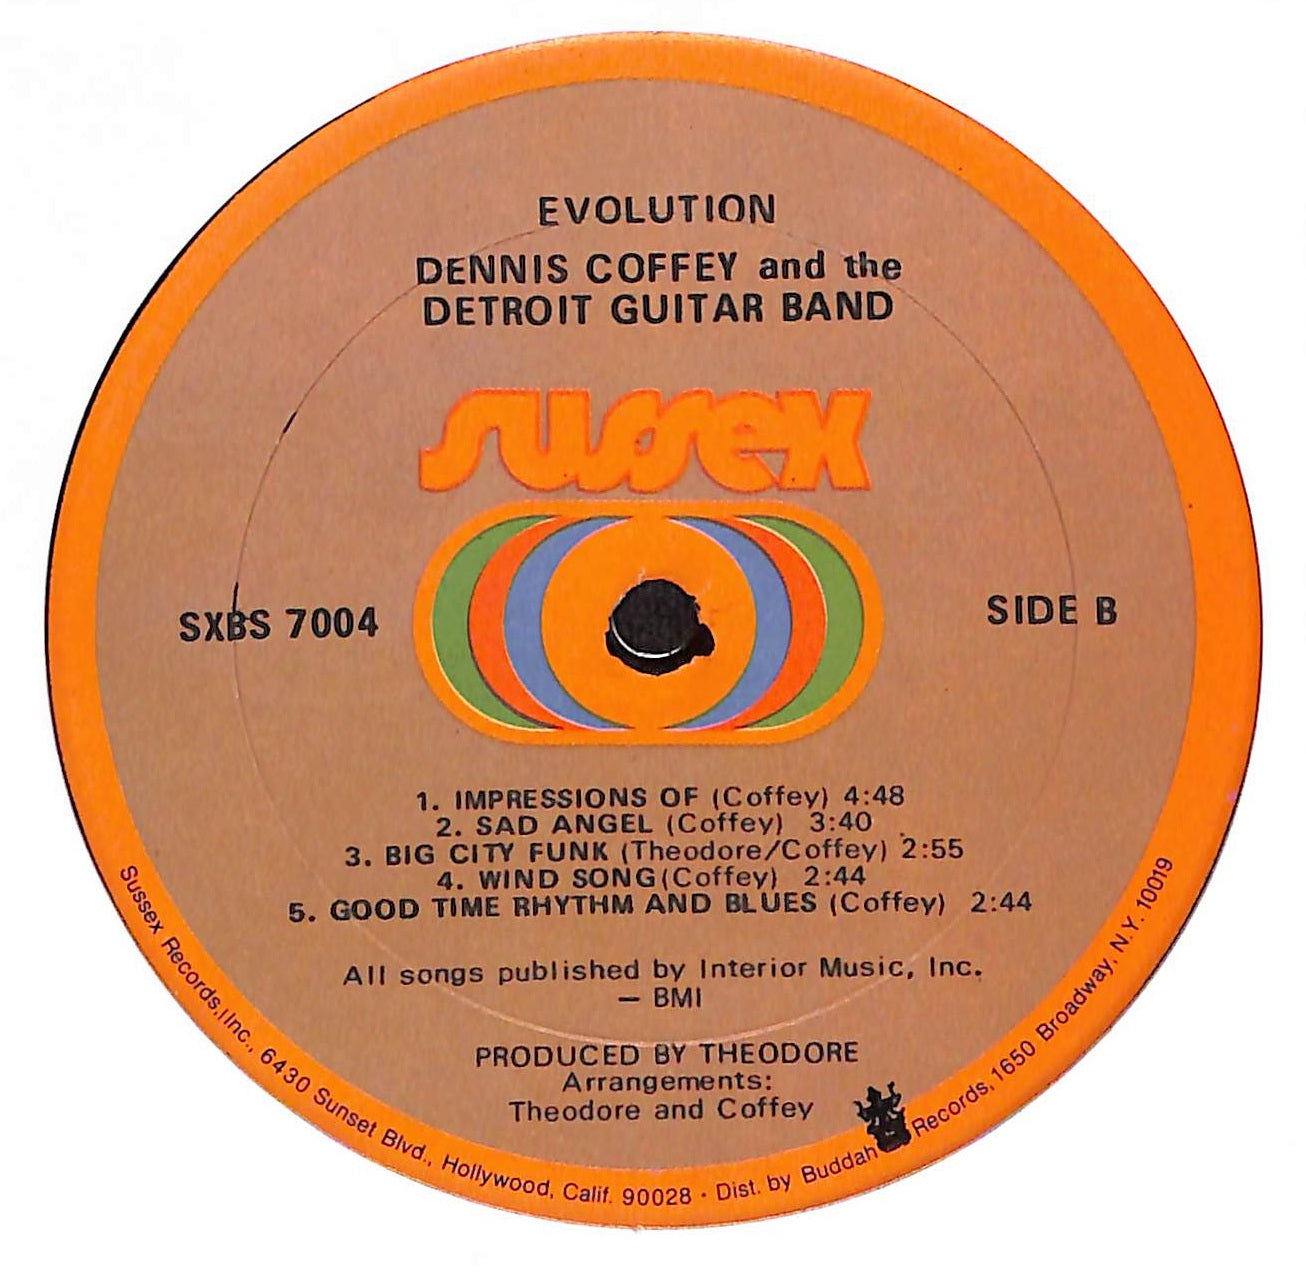 EVOLUTION
DENNIS COFFEY and the
DETROIT GUITAR BAND
sussex
SXBS 7004
SIDE B
1. IMPRESSIONS OF (Coffey) 4:48
2. SAD ANGEL (Coffey) 3:40
3. BIG CITY FUNK (Theodore/Coffey) 2:55
4. WIND SONG(Coffey) 2:44
5. GOOD TIME RHYTHM AND BLUES (Coffey) 2:44
All songs published by Interior Music, Inc.
— BMI
PRODUCED BY THEODORE
Arrangements:
Theodore and Coffey
Sussex Records, Inc., 6430 Sunset Blvd., Hollywood, Calif. 90028 · Dist. by Buddah Records, 1650 Broadway, N.Y. 10019